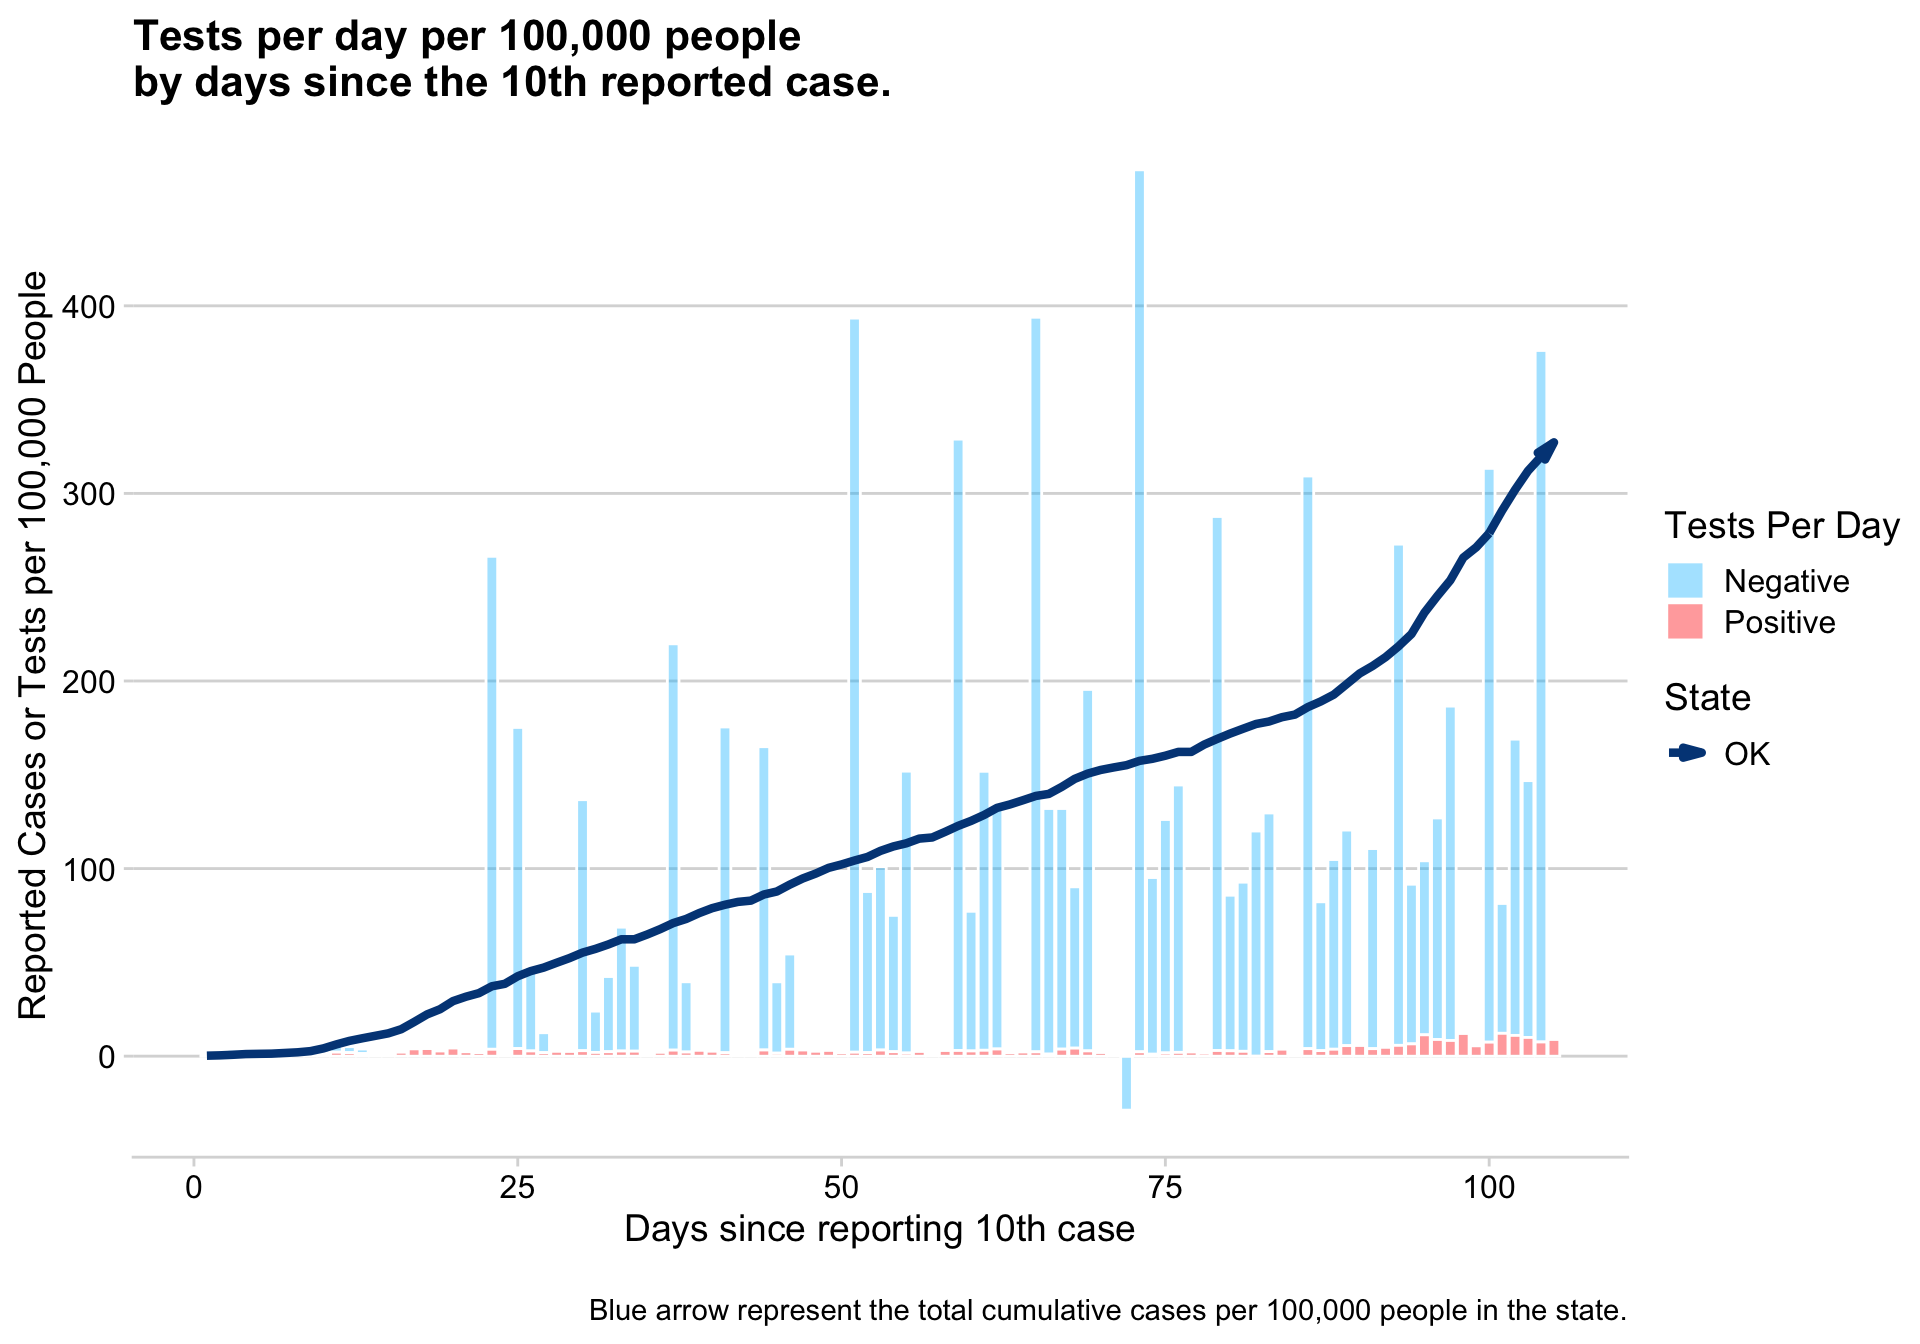 Tests per day per 100,000 people
by days since the 10th reported case.
Reported Cases or Tests per 100,000 People
400
300
200
100
0
0
25
50
75
100
Days since reporting 10th case
Tests Per Day
Negative
Positive
State
OK
Blue arrow represent the total cumulative cases per 100,000 people in the state.